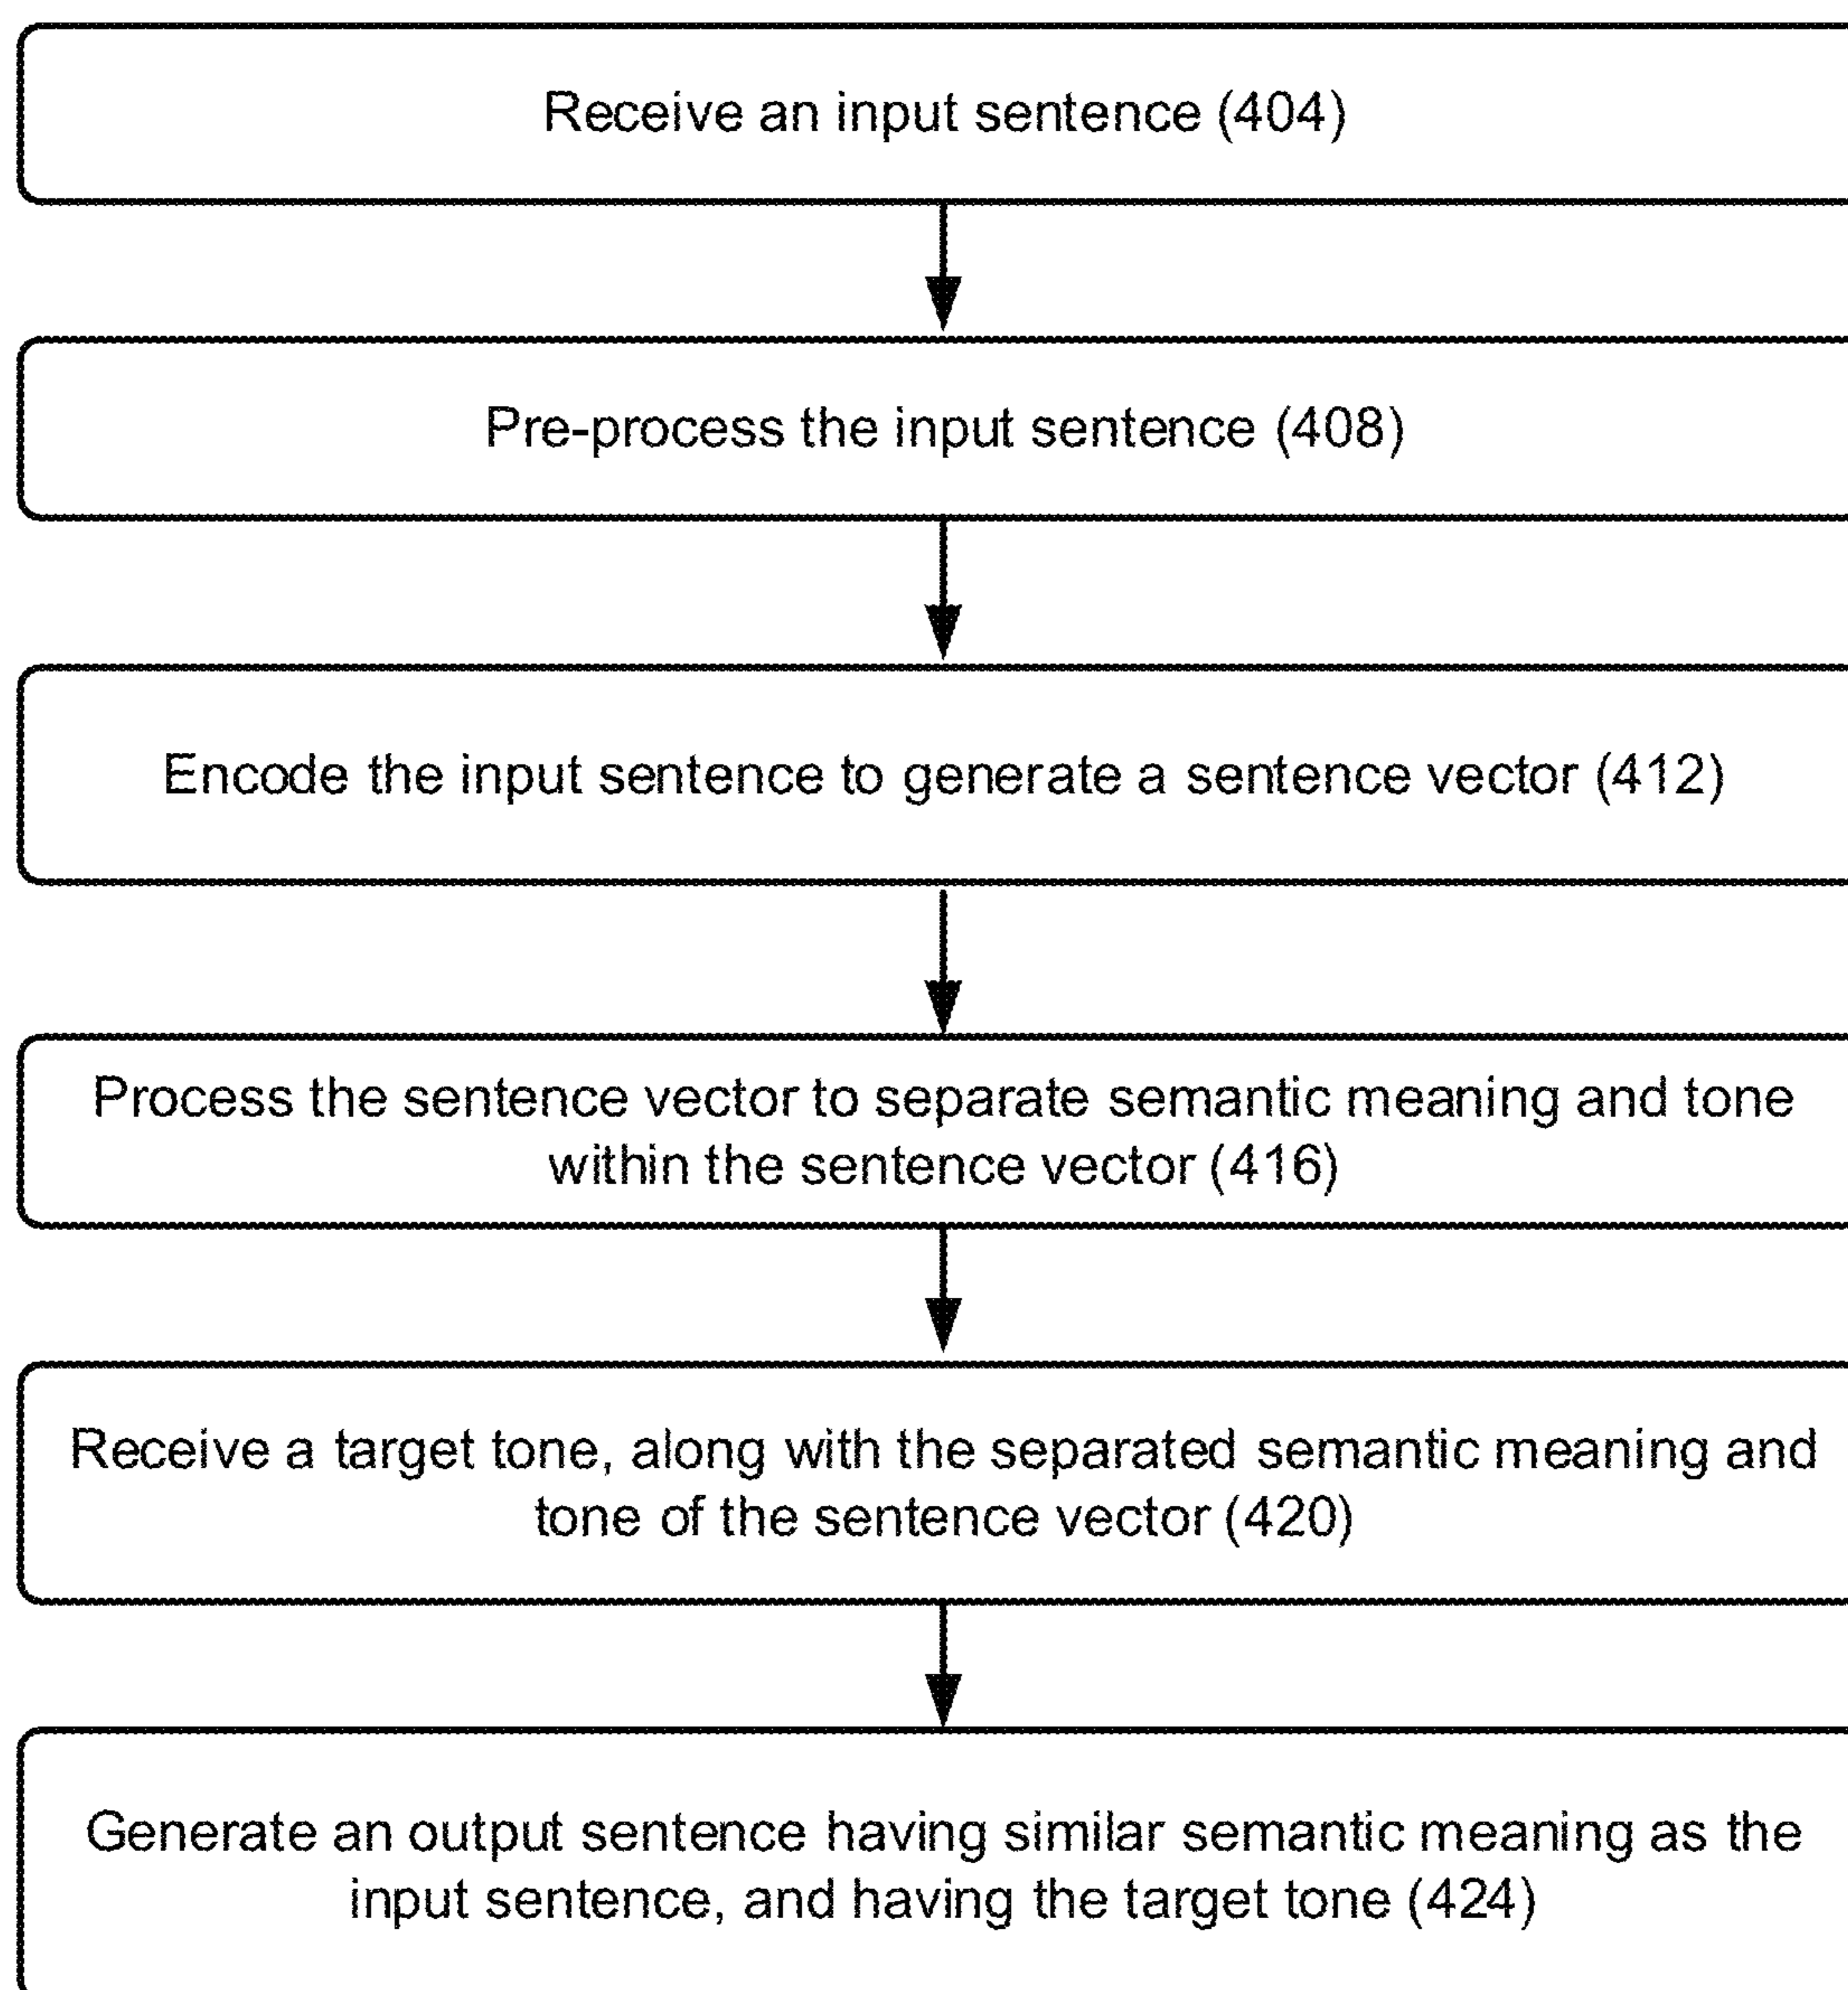 Receive an input sentence (404)
Pre-process the input sentence (408)
Encode the input sentence to generate a sentence vector (412)
Process the sentence vector to separate semantic meaning and tone
within the sentence vector (416)
Receive a target tone, along with the separated semantic meaning and
tone of the sentence vector (420)
Generate an output sentence having similar semantic meaning as the
input sentence, and having the target tone (424)